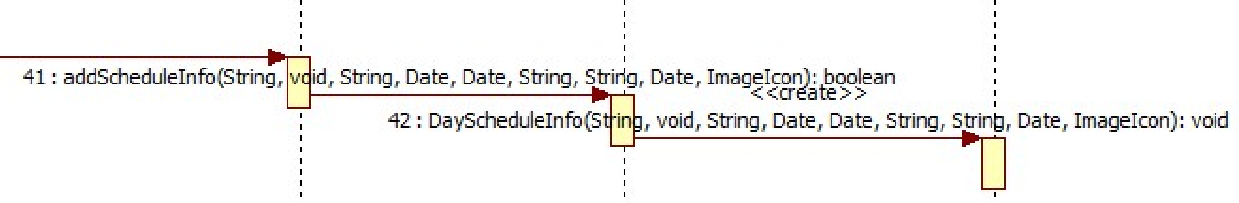 41 : addScheduleInfo(String, void, String, Date, Date, String, String, Date, ImageIcon): boolean
<<create>>
42 : DayScheduleInfo(String, void, String, Date, Date, String, String, Date, ImageIcon): void